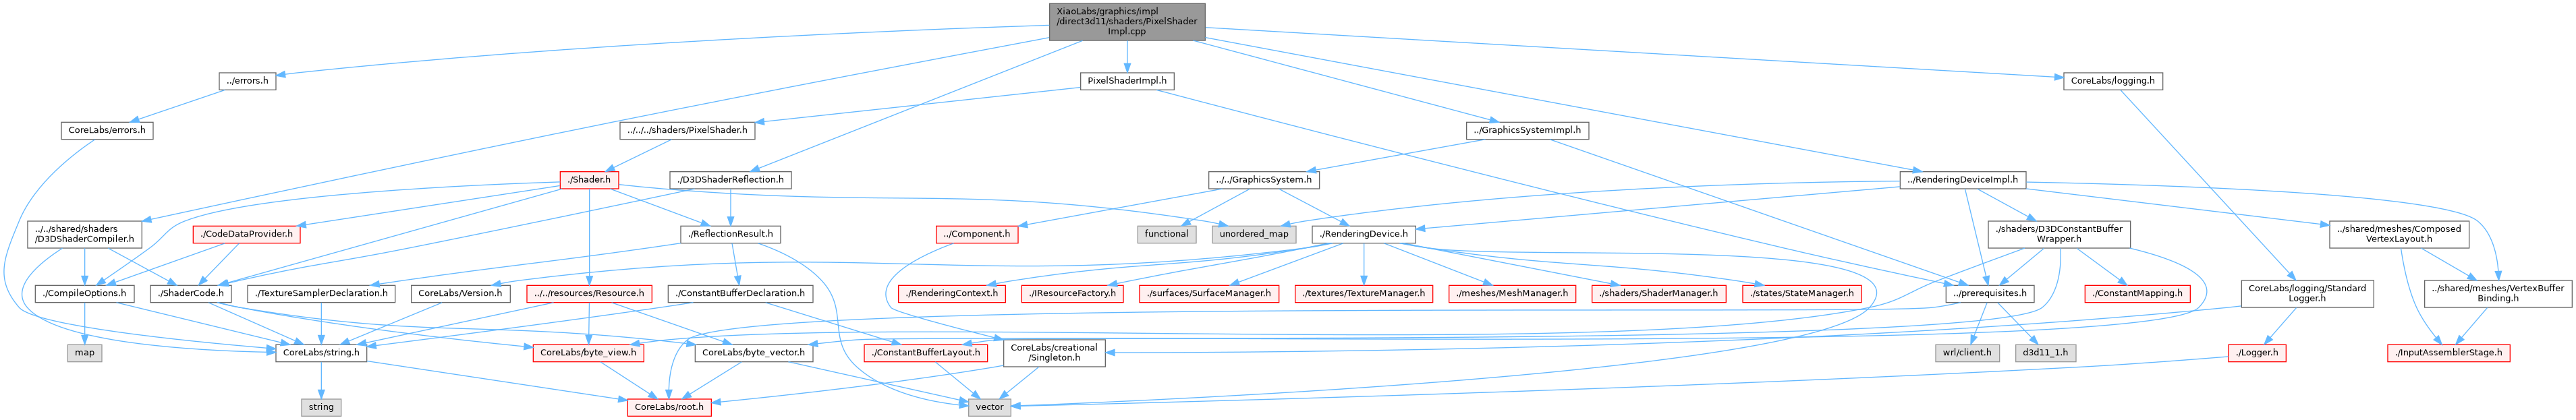 XiaoLabs/graphics/impl
/direct3d11/shaders/PixelShader
Impl.cpp
../errors.h
PixelShaderImpl.h
CoreLabs/logging.h
CoreLabs/errors.h
../../../shaders/PixelShader.h
../GraphicsSystemImpl.h
./Shader.h
./D3DShaderReflection.h
../../GraphicsSystem.h
../RenderingDeviceImpl.h
../../shared/shaders
/D3DShaderCompiler.h
./CodeDataProvider.h
./ReflectionResult.h
../Component.h
functional
unordered_map
./RenderingDevice.h
./shaders/D3DConstantBuffer
Wrapper.h
../shared/meshes/Composed
VertexLayout.h
./CompileOptions.h
./ShaderCode.h
./TextureSamplerDeclaration.h
CoreLabs/Version.h
../../resources/Resource.h
./ConstantBufferDeclaration.h
./RenderingContext.h
./IResourceFactory.h
./surfaces/SurfaceManager.h
./textures/TextureManager.h
./meshes/MeshManager.h
./shaders/ShaderManager.h
./states/StateManager.h
../prerequisites.h
./ConstantMapping.h
CoreLabs/logging/Standard
Logger.h
../shared/meshes/VertexBuffer
Binding.h
map
CoreLabs/string.h
CoreLabs/byte_view.h
CoreLabs/byte_vector.h
./ConstantBufferLayout.h
CoreLabs/creational
/Singleton.h
wrl/client.h
d3d11_1.h
./Logger.h
./InputAssemblerStage.h
string
CoreLabs/root.h
vector